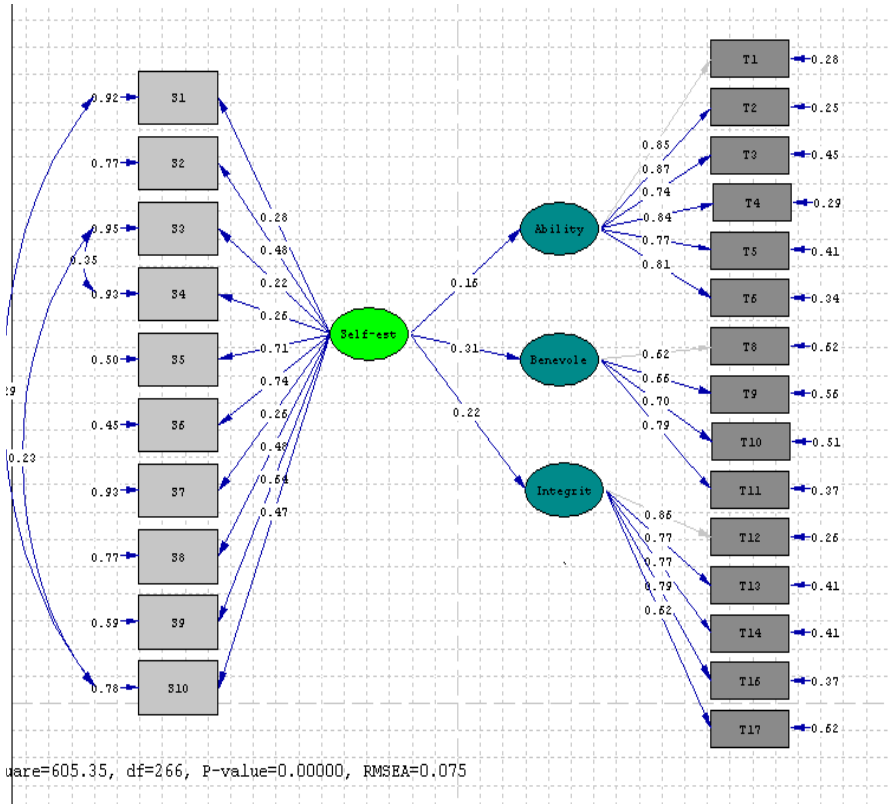 T1
0.28
0.92
S1
T2
0.25
0.85
0.87
T3
0.45
0.77
S2
0.74
T4
0.29
0.28
0.84
0.95
S3
Ability
0.77
T5
0.41
0.48
0.81
0.35
0.22
0.15
T6
0.34
0.93
S4
0.26
Self-est
0.31
Benevole
0.62
T8
0.62
0.50
S5
0.71
0.66
0.74
0.70
T9
0.56
29
0.26
0.22
0.79
0.45
S6
T10
0.51
0.48
0.23
0.64
T11
0.37
0.93
S7
0.47
Integrit
0.86
T12
0.26
0.77
0.77
0.77
S8
0.79
T13
0.41
0.62
0.59
S9
T14
0.41
0.78
S10
T16
0.37
T17
0.62
uare=605.35, df=266, P-value=0.00000, RMSEA=0.075